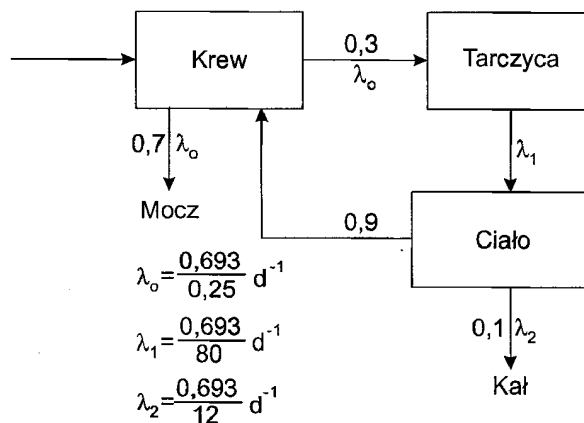 Krew
0,3
λₒ
Tarczyca
0,7 λₒ
Mocz
λ₁
0,9
Ciało
0,1 λ₂
Kał
λₒ=0,693/0,25 d⁻¹
λ₁=0,693/80 d⁻¹
λ₂=0,693/12 d⁻¹